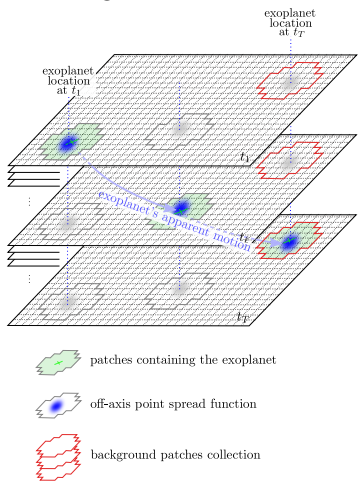 exoplanet
location
at t_T
exoplanet
location
at t_1
t_1
exoplanet's apparent motion
t_ℓ
t_T
patches containing the exoplanet
off-axis point spread function
background patches collection